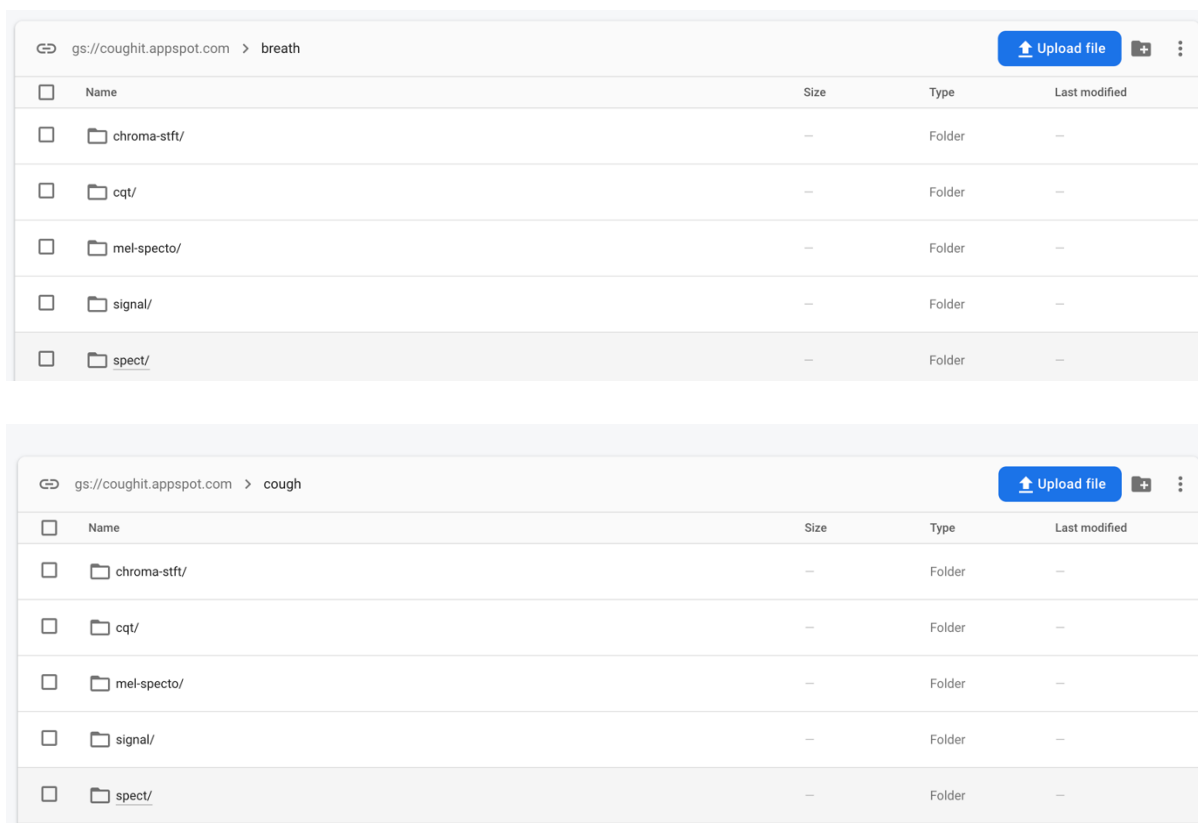 gs://coughit.appspot.com > breath Upload file
Name Size Type Last modified
chroma-stft/ — Folder —
cqt/ — Folder —
mel-specto/ — Folder —
signal/ — Folder —
spect/ — Folder —
gs://coughit.appspot.com > cough Upload file
Name Size Type Last modified
chroma-stft/ — Folder —
cqt/ — Folder —
mel-specto/ — Folder —
signal/ — Folder —
spect/ — Folder —